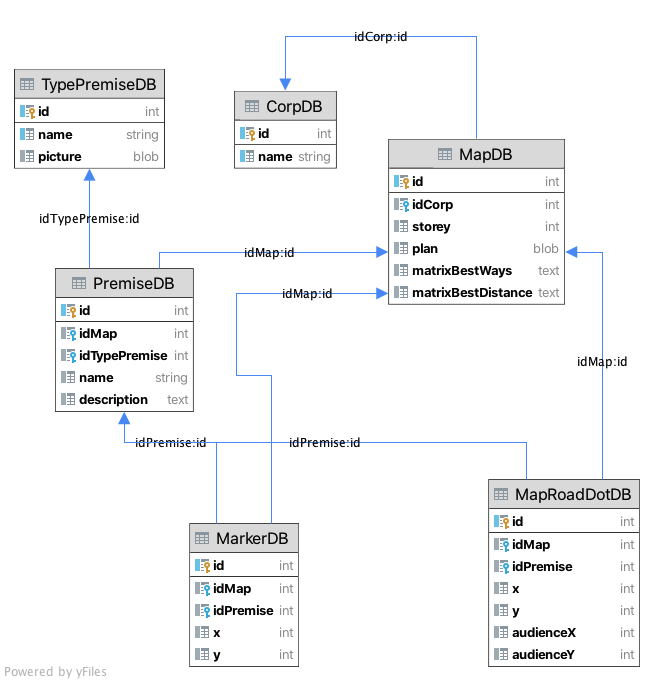 idCorp:id
TypePremiseDB
id int
name string
picture blob
CorpDB
id int
name string
MapDB
id int
idCorp int
storey int
plan blob
matrixBestWays text
matrixBestDistance text
idTypePremise:id
idMap:id
idMap:id
idMap:id
PremiseDB
id int
idMap int
idTypePremise int
name string
description text
idPremise:id
idPremise:id
MarkerDB
id int
idMap int
idPremise int
x int
y int
MapRoadDotDB
id int
idMap int
idPremise int
x int
y int
audienceX int
audienceY int
Powered by yFiles